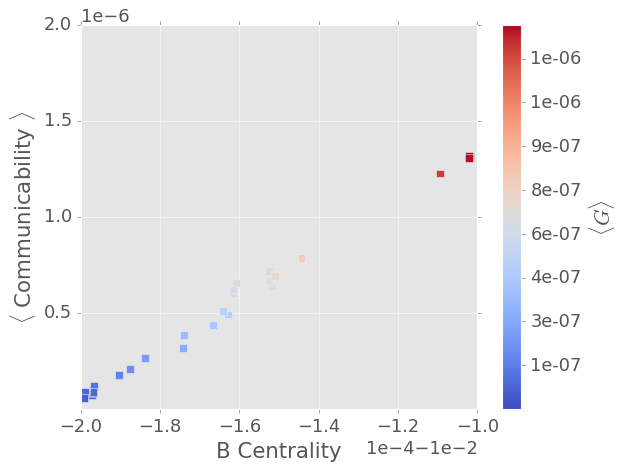 1e−6
2.0
1.5
1.0
0.5
⟨ Communicability ⟩
−2.0 −1.8 −1.6 −1.4 −1.2 −1.0
B Centrality
1e−4−1e−2
1e-06
1e-06
9e-07
8e-07
6e-07
4e-07
3e-07
1e-07
⟨G⟩